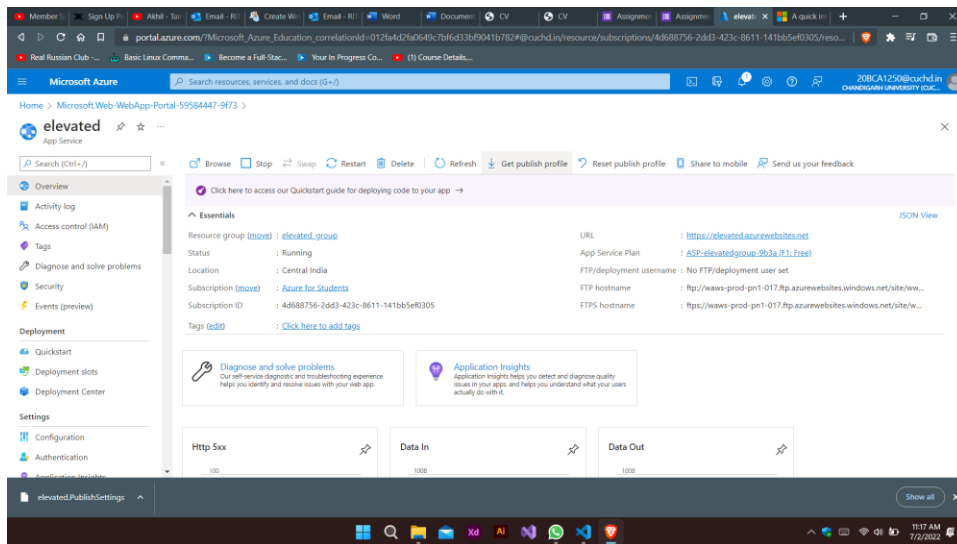 Member S Sign Up Pa Akhil - Tai Email - RI Create We Email - RI Word Document CV CV Assignmer Assignmer elevate A quick in
portal.azure.com/?Microsoft_Azure_Education_correlationId=012fa4d2fa0649c7bf6d33bf9041b782#@cuchd.in/resource/subscriptions/4d688756-2dd3-423c-8611-141bb5ef0305/reso...
Real Russian Club -... Basic Linux Comma... Become a Full-Stac... Your In Progress Co... (1) Course Details,...
Microsoft Azure
Search resources, services, and docs (G+/)
1
20BCA1250@cuchd.in
CHANDIGARH UNIVERSITY (CUC...
Home > Microsoft.Web-WebApp-Portal-59584447-9f73 >
elevated
App Service
Search (Ctrl+/)
Browse Stop Swap Restart Delete Refresh Get publish profile Reset publish profile Share to mobile Send us your feedback
Overview
Activity log
Access control (IAM)
Tags
Diagnose and solve problems
Security
Events (preview)
Deployment
Quickstart
Deployment slots
Deployment Center
Settings
Configuration
Authentication
Application Insights
Click here to access our Quickstart guide for deploying code to your app →
Essentials
JSON View
Resource group (move) : elevated_group
Status : Running
Location : Central India
Subscription (move) : Azure for Students
Subscription ID : 4d688756-2dd3-423c-8611-141bb5ef0305
Tags (edit) : Click here to add tags
URL : https://elevated.azurewebsites.net
App Service Plan : ASP-elevatedgroup-9b3a (F1: Free)
FTP/deployment username : No FTP/deployment user set
FTP hostname : ftp://waws-prod-pn1-017.ftp.azurewebsites.windows.net/site/ww...
FTPS hostname : ftps://waws-prod-pn1-017.ftp.azurewebsites.windows.net/site/w...
Diagnose and solve problems
Our self-service diagnostic and troubleshooting experience
helps you identify and resolve issues with your web app.
Application Insights
Application Insights helps you detect and diagnose quality
issues in your apps, and helps you understand what your users
actually do with it.
Http 5xx
100
Data In
100B
Data Out
100B
elevated.PublishSettings
Show all
Xd Ai
11:17 AM
7/2/2022